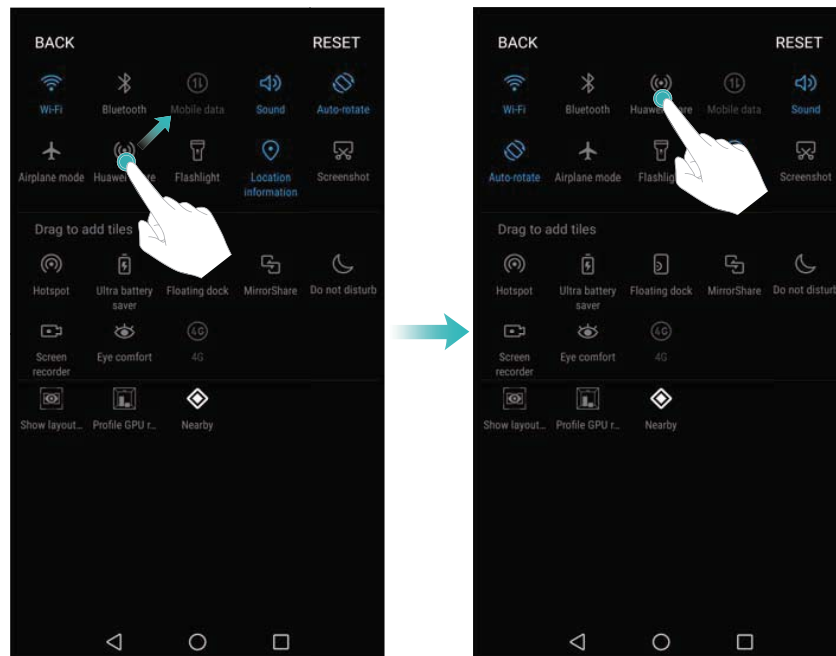 BACK RESET
Wi-Fi Bluetooth Mobile data Sound Auto-rotate
Airplane mode Huawei Flashlight Location information Screenshot
Drag to add tiles
Hotspot Ultra battery saver Floating dock MirrorShare Do not disturb
Screen recorder Eye comfort 4G 4G
Show layout... Profile GPU r... Nearby
BACK RESET
Wi-Fi Bluetooth Huawei Mobile data Sound
Auto-rotate Airplane mode Screenshot
Drag to add tiles
Hotspot Ultra battery saver Floating dock MirrorShare Do not disturb
Screen recorder Eye comfort 4G 4G
Show layout... Profile GPU r... Nearby